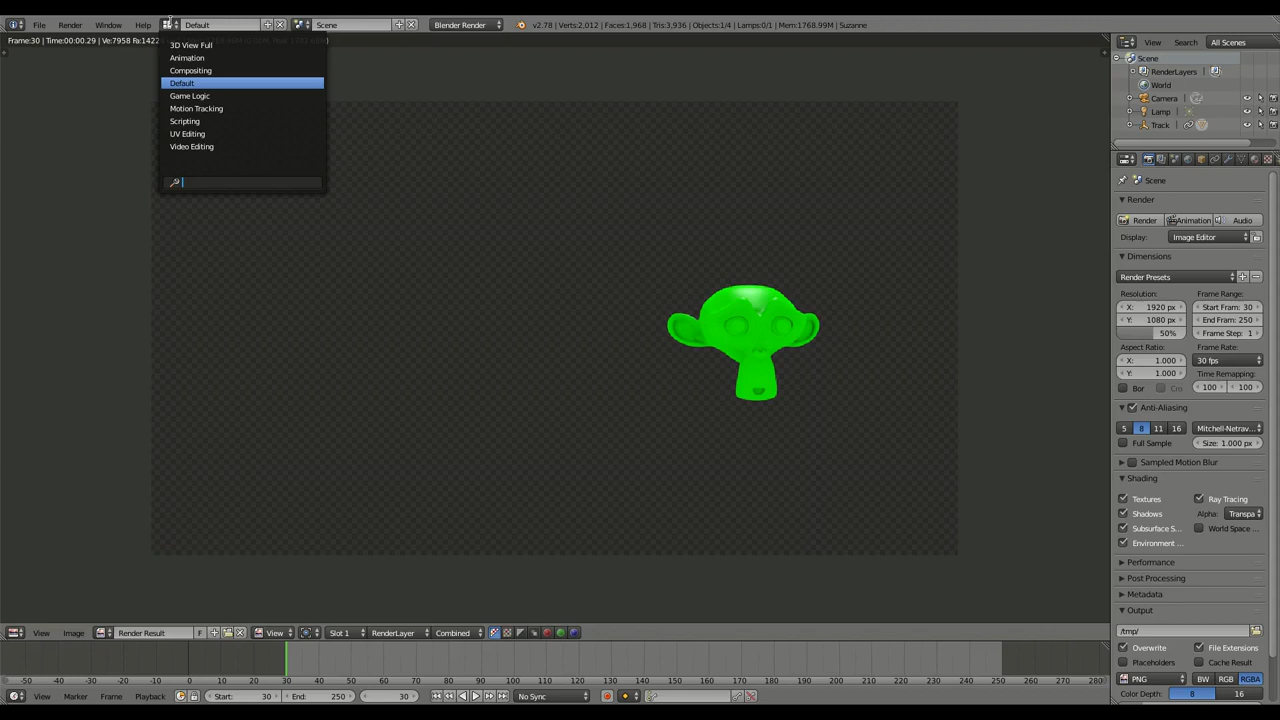 File Render Window Help Default Scene Blender Render v2.78 | Verts:2,012 | Faces:1,968 | Tris:3,936 | Objects:1/4 | Lamps:0/1 | Mem:1768.99M | Suzanne
Frame:30 | Time:00:00.29 | Ve:7958 Fa:1422
3D View Full
Animation
Compositing
Default
Game Logic
Motion Tracking
Scripting
UV Editing
Video Editing
View Search All Scenes
Scene
RenderLayers
World
Camera
Lamp
Track
Scene
Render
Render Animation Audio
Display: Image Editor
Dimensions
Render Presets
Resolution: Frame Range:
X: 1920 px Start Fram: 30
Y: 1080 px End Fram: 250
50% Frame Step: 1
Aspect Ratio: Frame Rate:
X: 1.000 30 fps
Y: 1.000 Time Remapping:
Bor Cro 100 100
Anti-Aliasing
5 8 11 16 Mitchell-Netrav...
Full Sample Size: 1.000 px
Sampled Motion Blur
Shading
Textures Ray Tracing
Shadows Alpha: Transpa
Subsurface S... World Space ...
Environment ...
Performance
Post Processing
Metadata
Output
/tmp/
Overwrite File Extensions
Placeholders Cache Result
PNG BW RGB RGBA
Color Depth: 8 16
View Image Render Result F View Slot 1 RenderLayer Combined
-50 -40 -30 -20 -10 0 10 20 30 40 50 60 70 80 90 100 110 120 130 140 150 160 170 180 190 200 210 220 230 240 250 260 270 280
View Marker Frame Playback Start: 30 End: 250 30 No Sync